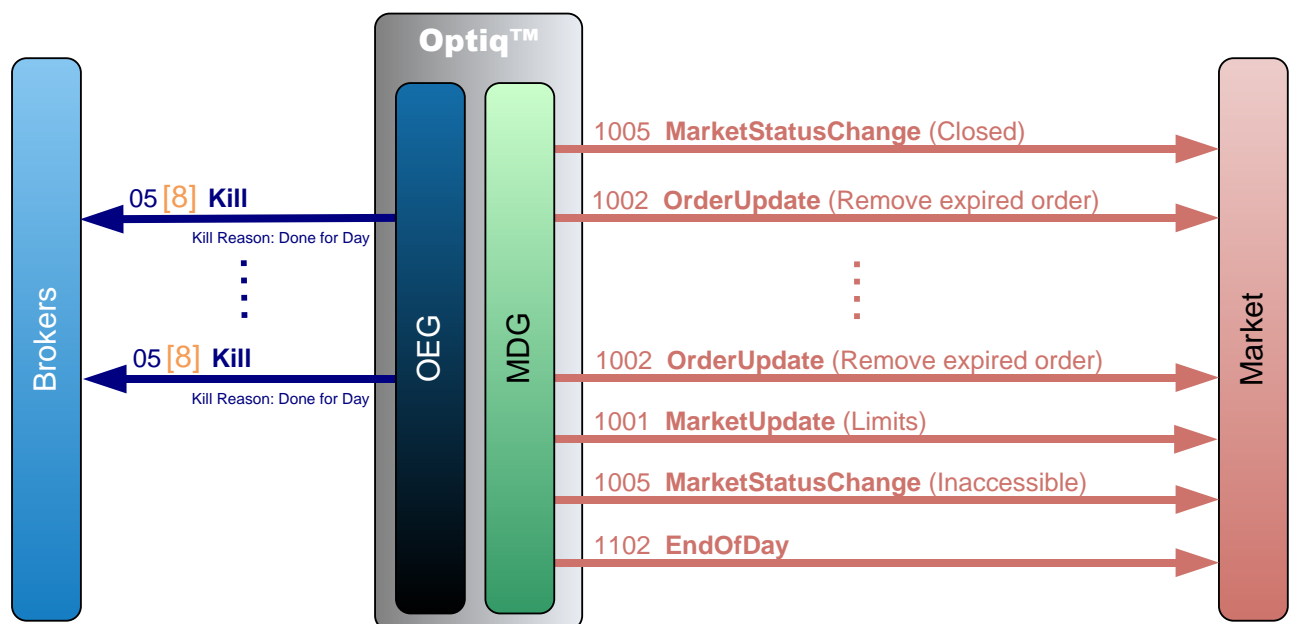 Optiq™
1005 MarketStatusChange (Closed)
05 [8] Kill
1002 OrderUpdate (Remove expired order)
Kill Reason: Done for Day
Brokers
OEG
MDG
Market
05 [8] Kill
1002 OrderUpdate (Remove expired order)
Kill Reason: Done for Day
1001 MarketUpdate (Limits)
1005 MarketStatusChange (Inaccessible)
1102 EndOfDay